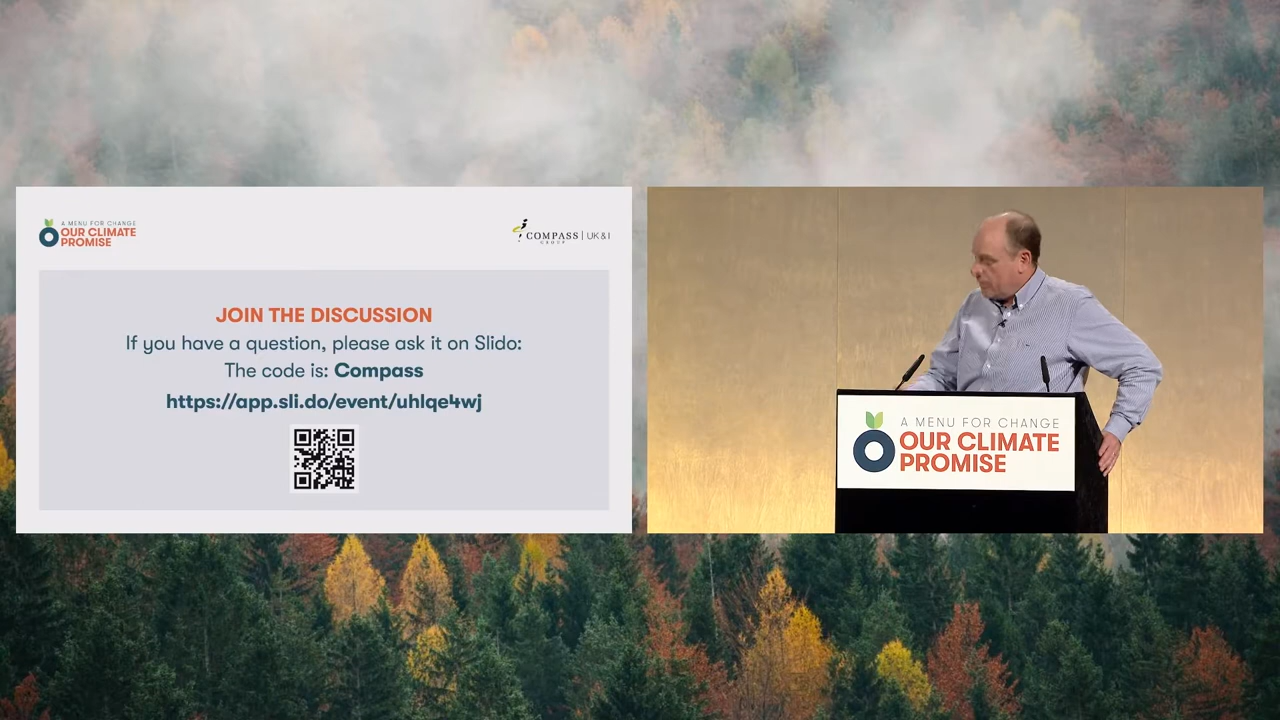 A MENU FOR CHANGE
OUR CLIMATE
PROMISE
COMPASS | UK&I
GROUP
JOIN THE DISCUSSION
If you have a question, please ask it on Slido:
The code is: Compass
https://app.sli.do/event/uhlqe4wj
A MENU FOR CHANGE
OUR CLIMATE
PROMISE